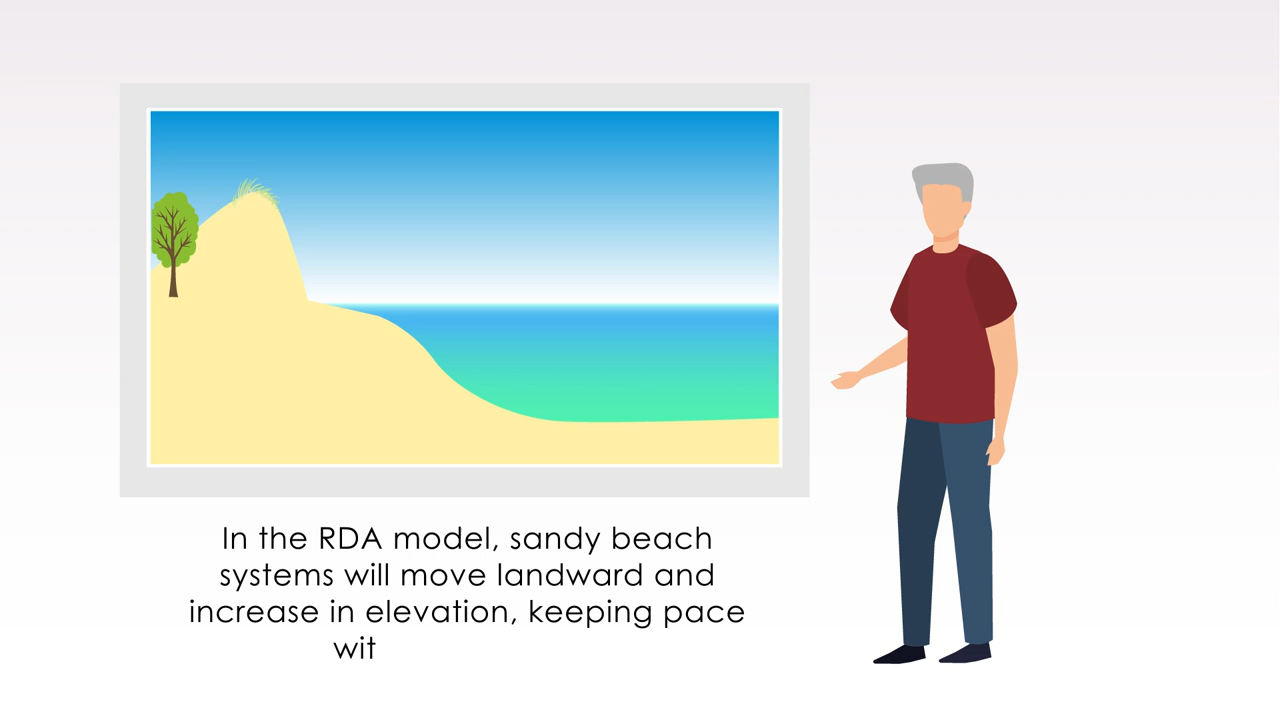 In the RDA model, sandy beach
systems will move landward and
increase in elevation, keeping pace
wit